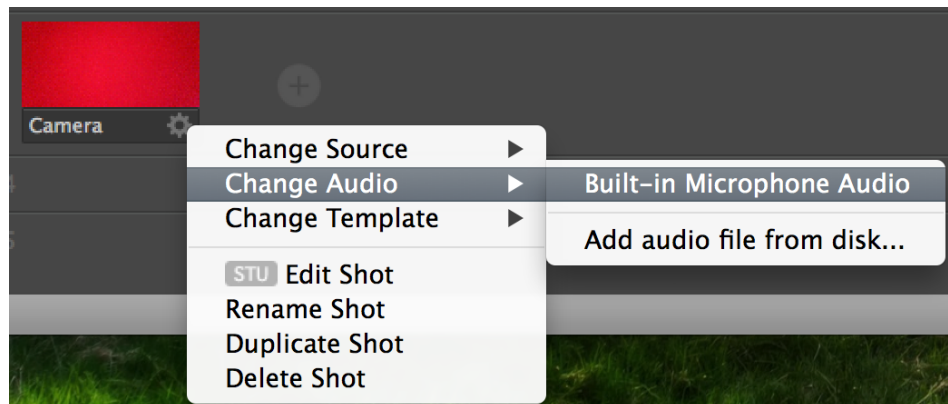 Camera
Change Source
Change Audio
Change Template
STU Edit Shot
Rename Shot
Duplicate Shot
Delete Shot
Built-in Microphone Audio
Add audio file from disk...